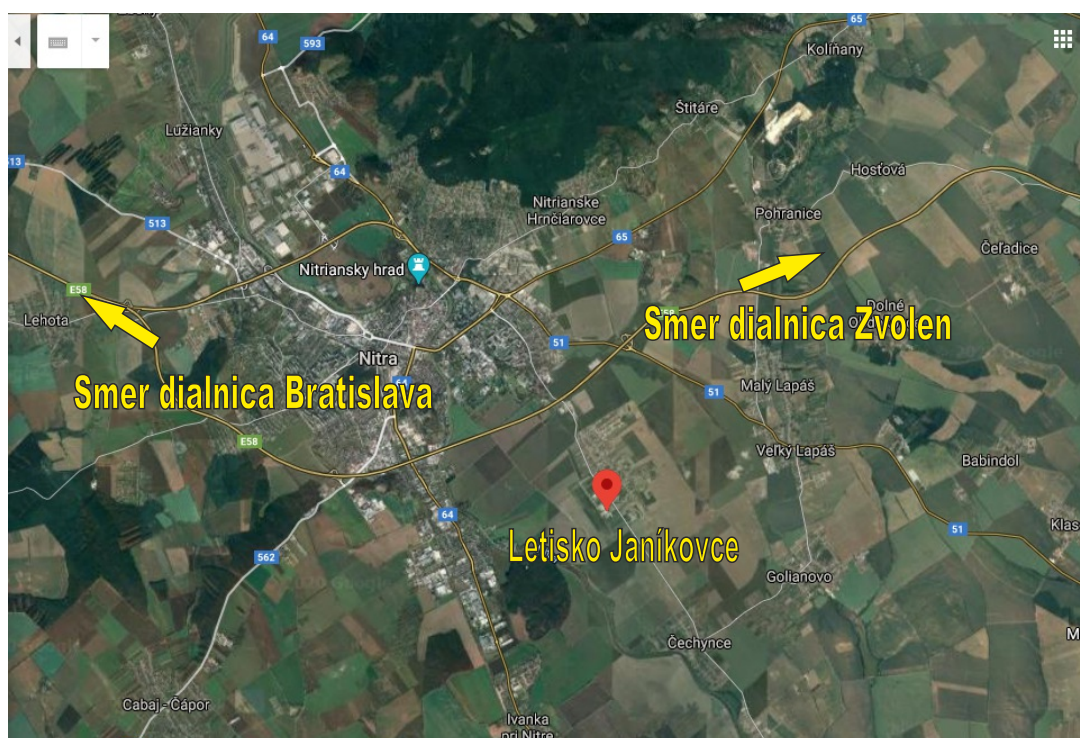 65
64
593
Kolíňany
Štitáre
Lužianky
513
64
Hosťová
Nitrianske
Hrnčiarovce
Pohranice
513
65
Čeľadice
Nitriansky hrad
E58
Lehota
Dolné
Smer dialnica Zvolen
51
Nitra
Smer dialnica Bratislava
64
Malý Lapáš
51
E58
Veľký Lapáš
Babindol
64
51
Letisko Janíkovce
562
Golianovo
Čechynce
Cabaj - Čápor
Ivanka
pri Nitre